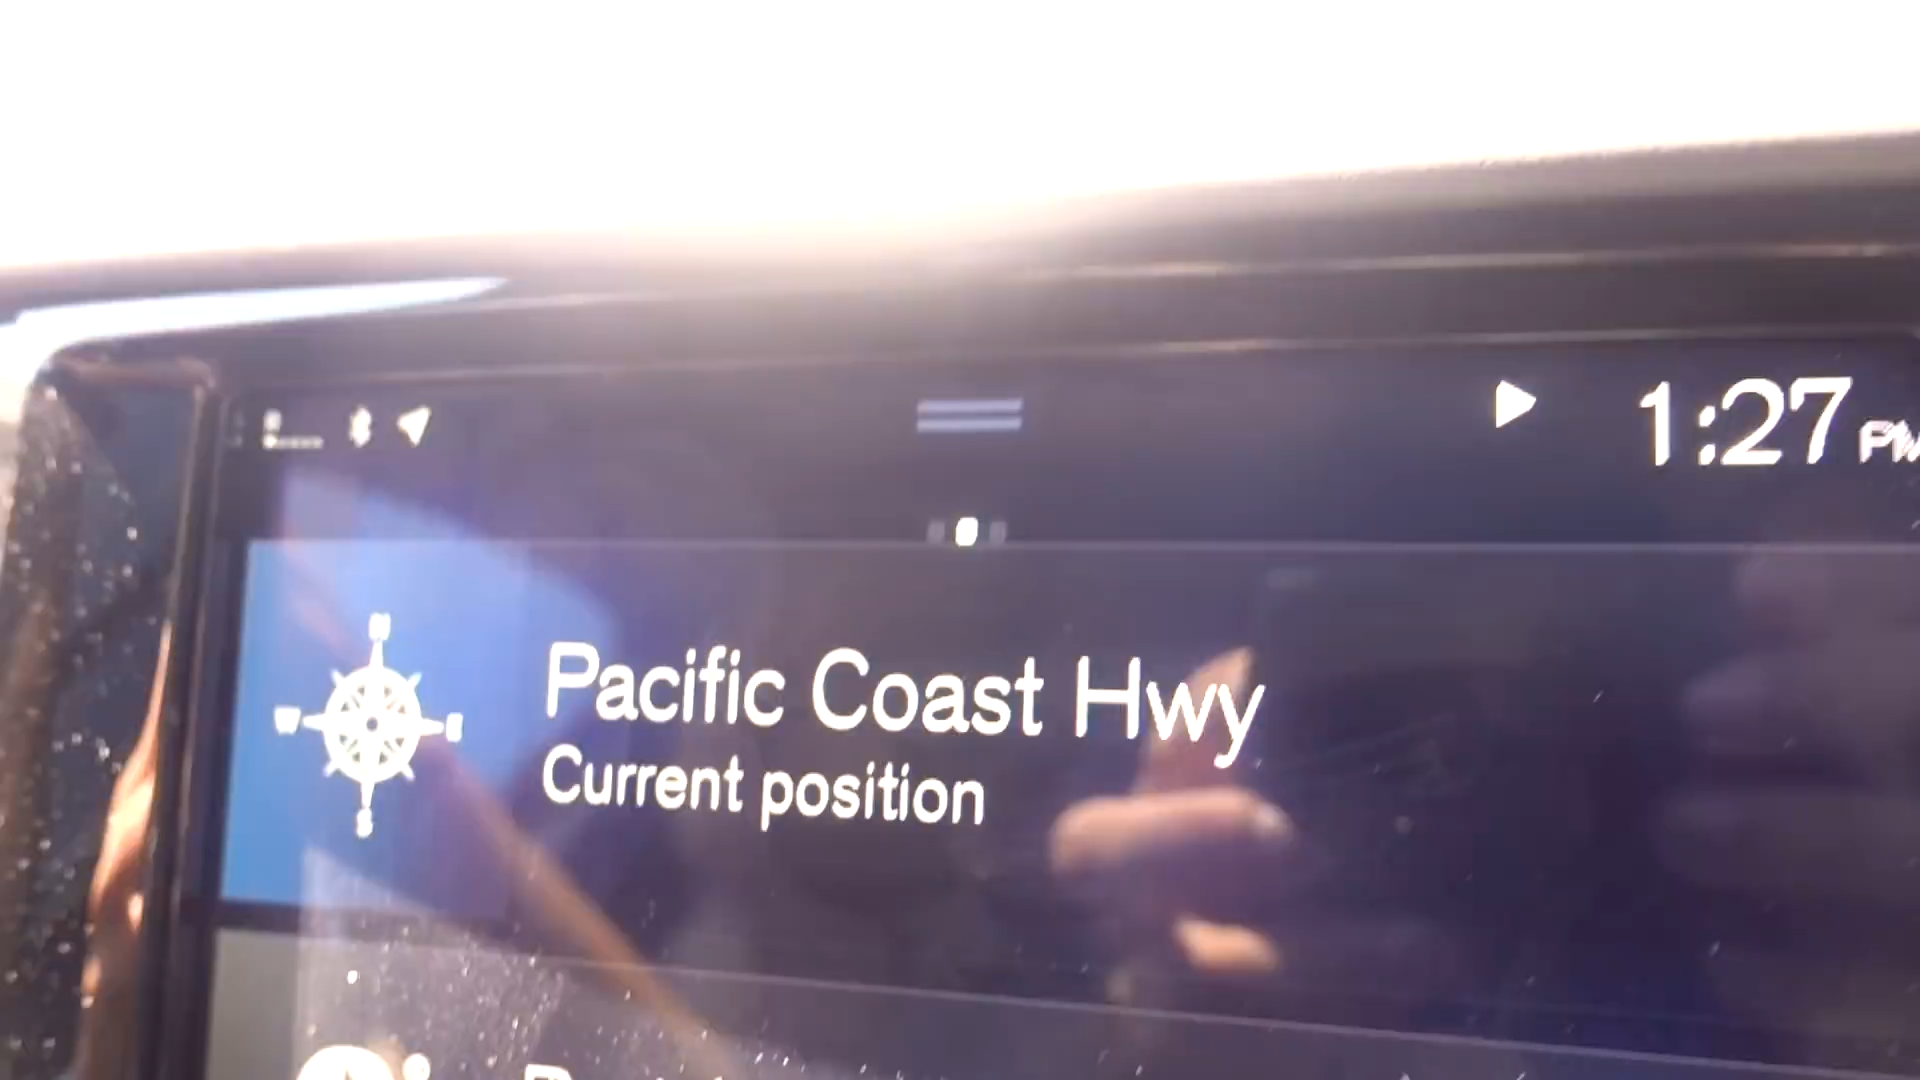 1:27 PM
N
W E
Pacific Coast Hwy
Current position
S